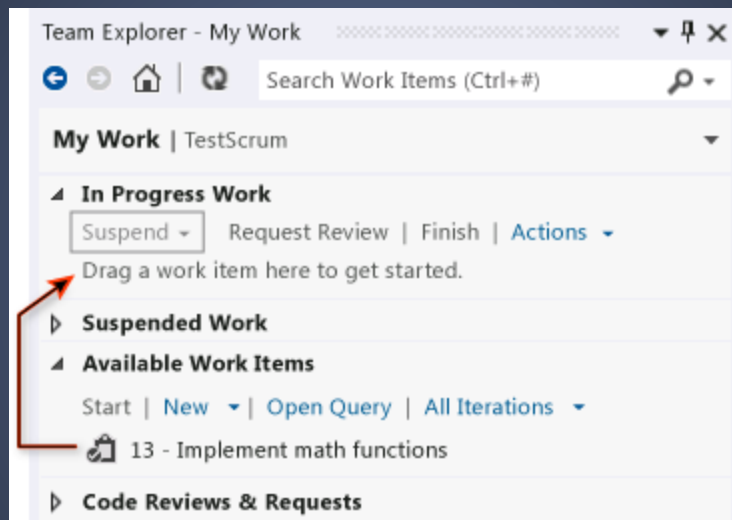 Team Explorer - My Work
Search Work Items (Ctrl+#)
My Work | TestScrum
In Progress Work
Suspend Request Review | Finish | Actions
Drag a work item here to get started.
Suspended Work
Available Work Items
Start | New | Open Query | All Iterations
13 - Implement math functions
Code Reviews & Requests